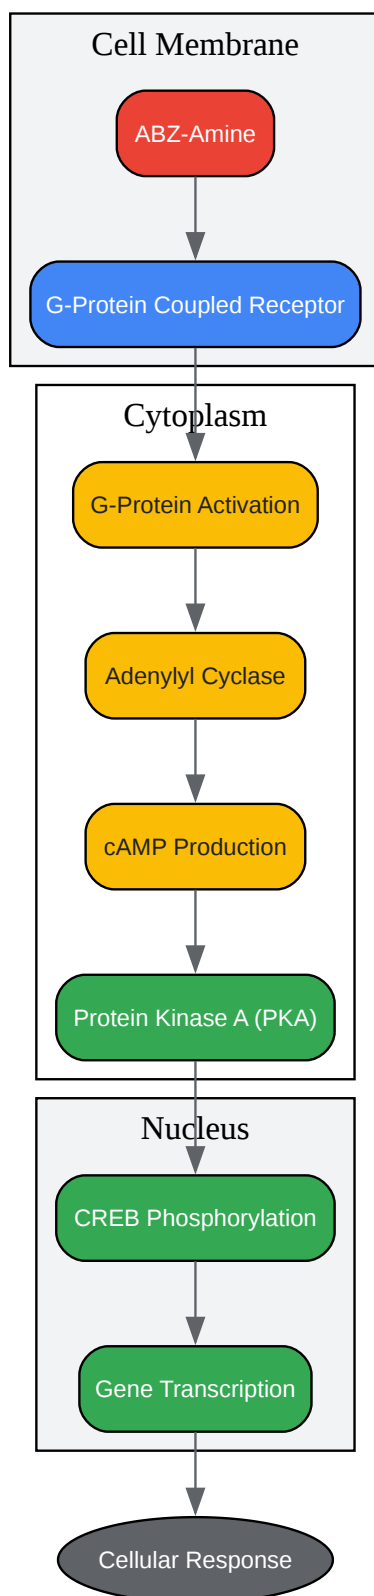 Cell Membrane
ABZ-Amine
G-Protein Coupled Receptor
Cytoplasm
G-Protein Activation
Adenylyl Cyclase
cAMP Production
Protein Kinase A (PKA)
Nucleus
CREB Phosphorylation
Gene Transcription
Cellular Response